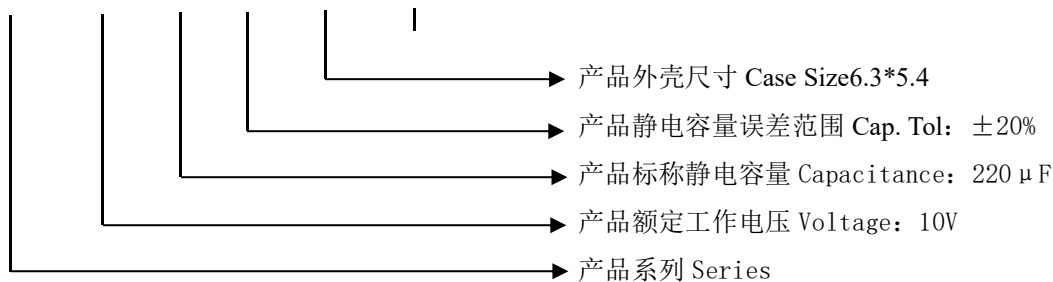 产品外壳尺寸 Case Size6.3*5.4
产品静电容量误差范围 Cap. Tol：±20%
产品标称静电容量 Capacitance：220μF
产品额定工作电压 Voltage：10V
产品系列 Series